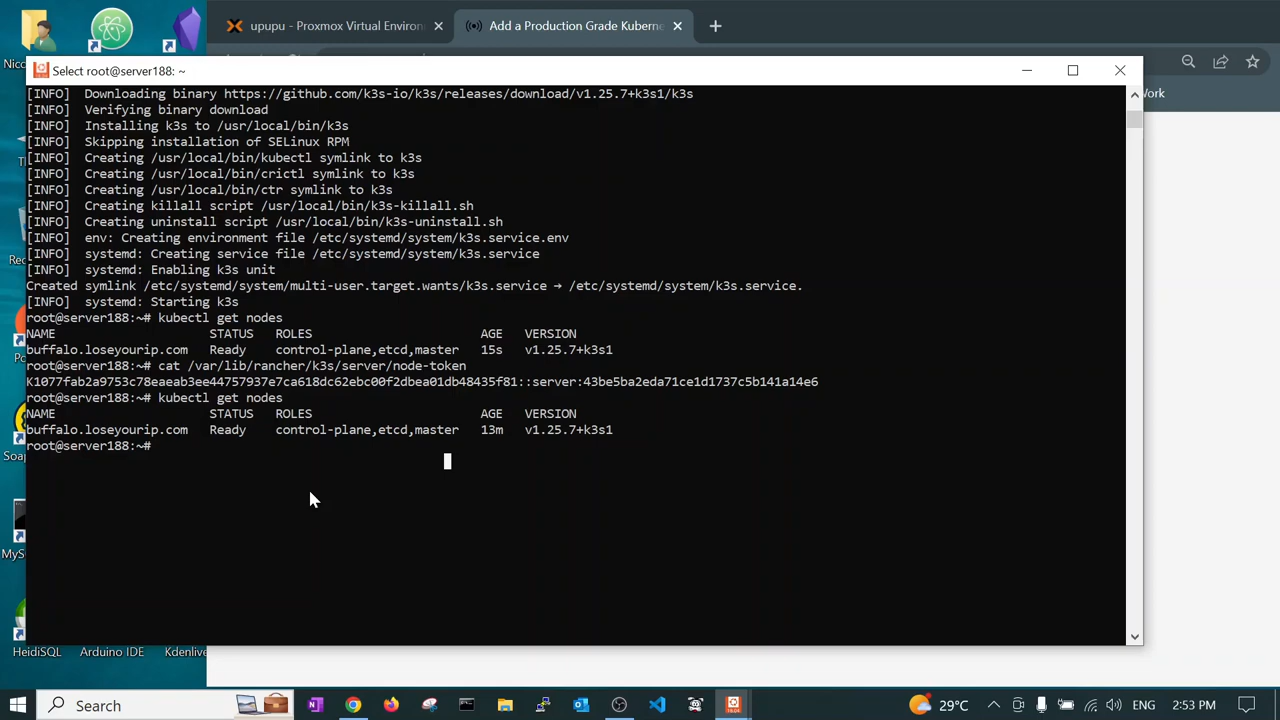 upupu - Proxmox Virtual Environ
Add a Production Grade Kuberne
Nicc
Select root@server188: ~
Work
[INFO]  Downloading binary https://github.com/k3s-io/k3s/releases/download/v1.25.7+k3s1/k3s
[INFO]  Verifying binary download
[INFO]  Installing k3s to /usr/local/bin/k3s
[INFO]  Skipping installation of SELinux RPM
[INFO]  Creating /usr/local/bin/kubectl symlink to k3s
[INFO]  Creating /usr/local/bin/crictl symlink to k3s
[INFO]  Creating /usr/local/bin/ctr symlink to k3s
[INFO]  Creating killall script /usr/local/bin/k3s-killall.sh
[INFO]  Creating uninstall script /usr/local/bin/k3s-uninstall.sh
[INFO]  env: Creating environment file /etc/systemd/system/k3s.service.env
[INFO]  systemd: Creating service file /etc/systemd/system/k3s.service
[INFO]  systemd: Enabling k3s unit
Created symlink /etc/systemd/system/multi-user.target.wants/k3s.service → /etc/systemd/system/k3s.service.
[INFO]  systemd: Starting k3s
root@server188:~# kubectl get nodes
NAME STATUS ROLES AGE VERSION
buffalo.loseyourip.com Ready control-plane,etcd,master 15s v1.25.7+k3s1
root@server188:~# cat /var/lib/rancher/k3s/server/node-token
K1077fab2a9753c78eaeab3ee44757937e7ca618dc62ebc00f2dbea01db48435f81::server:43be5ba2eda71ce1d1737c5b141a14e6
root@server188:~# kubectl get nodes
NAME STATUS ROLES AGE VERSION
buffalo.loseyourip.com Ready control-plane,etcd,master 13m v1.25.7+k3s1
root@server188:~#
Th
Rec
Po
Soa
MyS
HeidiSQL
Arduino IDE
Kdenlive
Search
29°C
ENG
2:53 PM